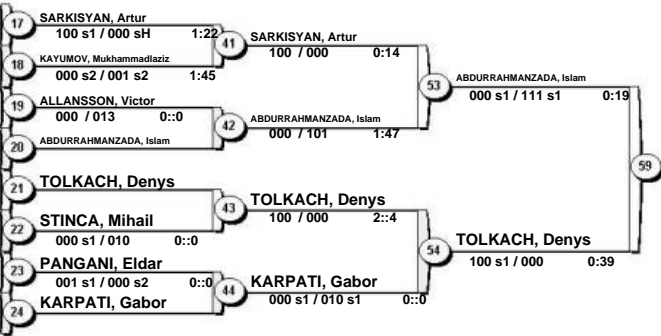 17
SARKISYAN, Artur
100 s1 / 000 sH 1:22
18
KAYUMOV, Mukhammadlaziz
000 s2 / 001 s2 1:45
19
ALLANSSON, Victor
000 / 013 0::0
20
ABDURRAHMANZADA, Islam
21
TOLKACH, Denys
22
STINCA, Mihail
000 s1 / 010 0::0
23
PANGANI, Eldar
001 s1 / 000 s2 0::0
24
KARPATI, Gabor
41
SARKISYAN, Artur
100 / 000 0:14
42
ABDURRAHMANZADA, Islam
000 / 101 1:47
43
TOLKACH, Denys
100 / 000 2::4
44
KARPATI, Gabor
000 s1 / 010 s1 0::0
53
ABDURRAHMANZADA, Islam
000 s1 / 111 s1 0:19
54
TOLKACH, Denys
100 s1 / 000 0:39
59